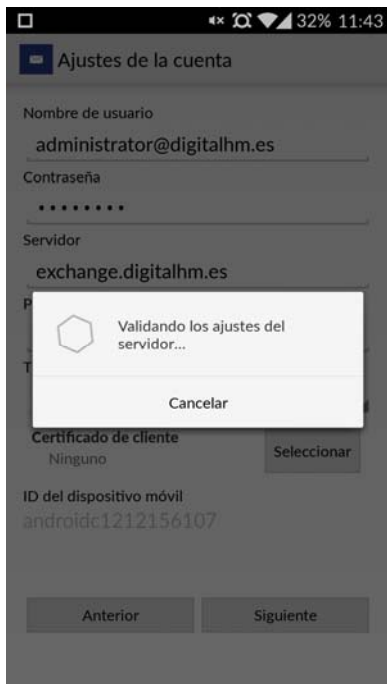 32% 11:43
Ajustes de la cuenta
Nombre de usuario
administrator@digitalhm.es
Contraseña
••••••••
Servidor
exchange.digitalhm.es
P
Validando los ajustes del
servidor...
T
Cancelar
Certificado de cliente
Ninguno
Seleccionar
ID del dispositivo móvil
androidc1212156107
Anterior
Siguiente